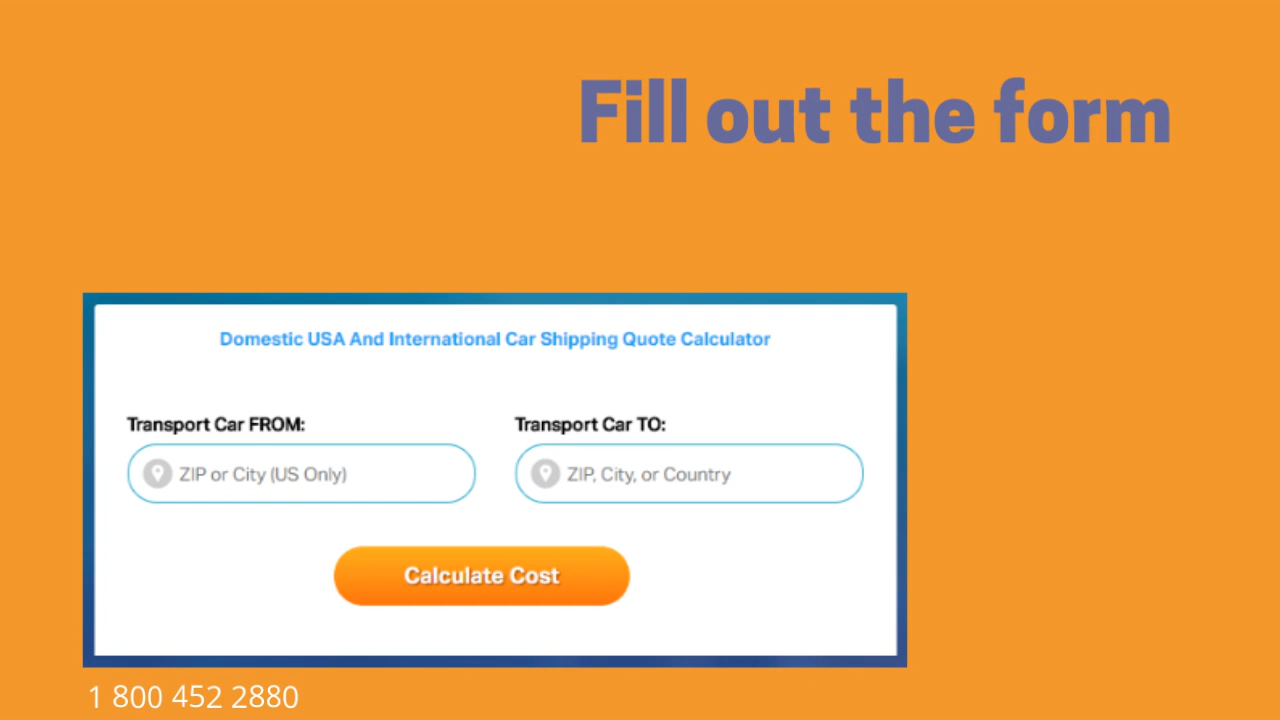 Fill out the form
Domestic USA And International Car Shipping Quote Calculator
Transport Car FROM:
ZIP or City (US Only)
Transport Car TO:
ZIP, City, or Country
Calculate Cost
1 800 452 2880